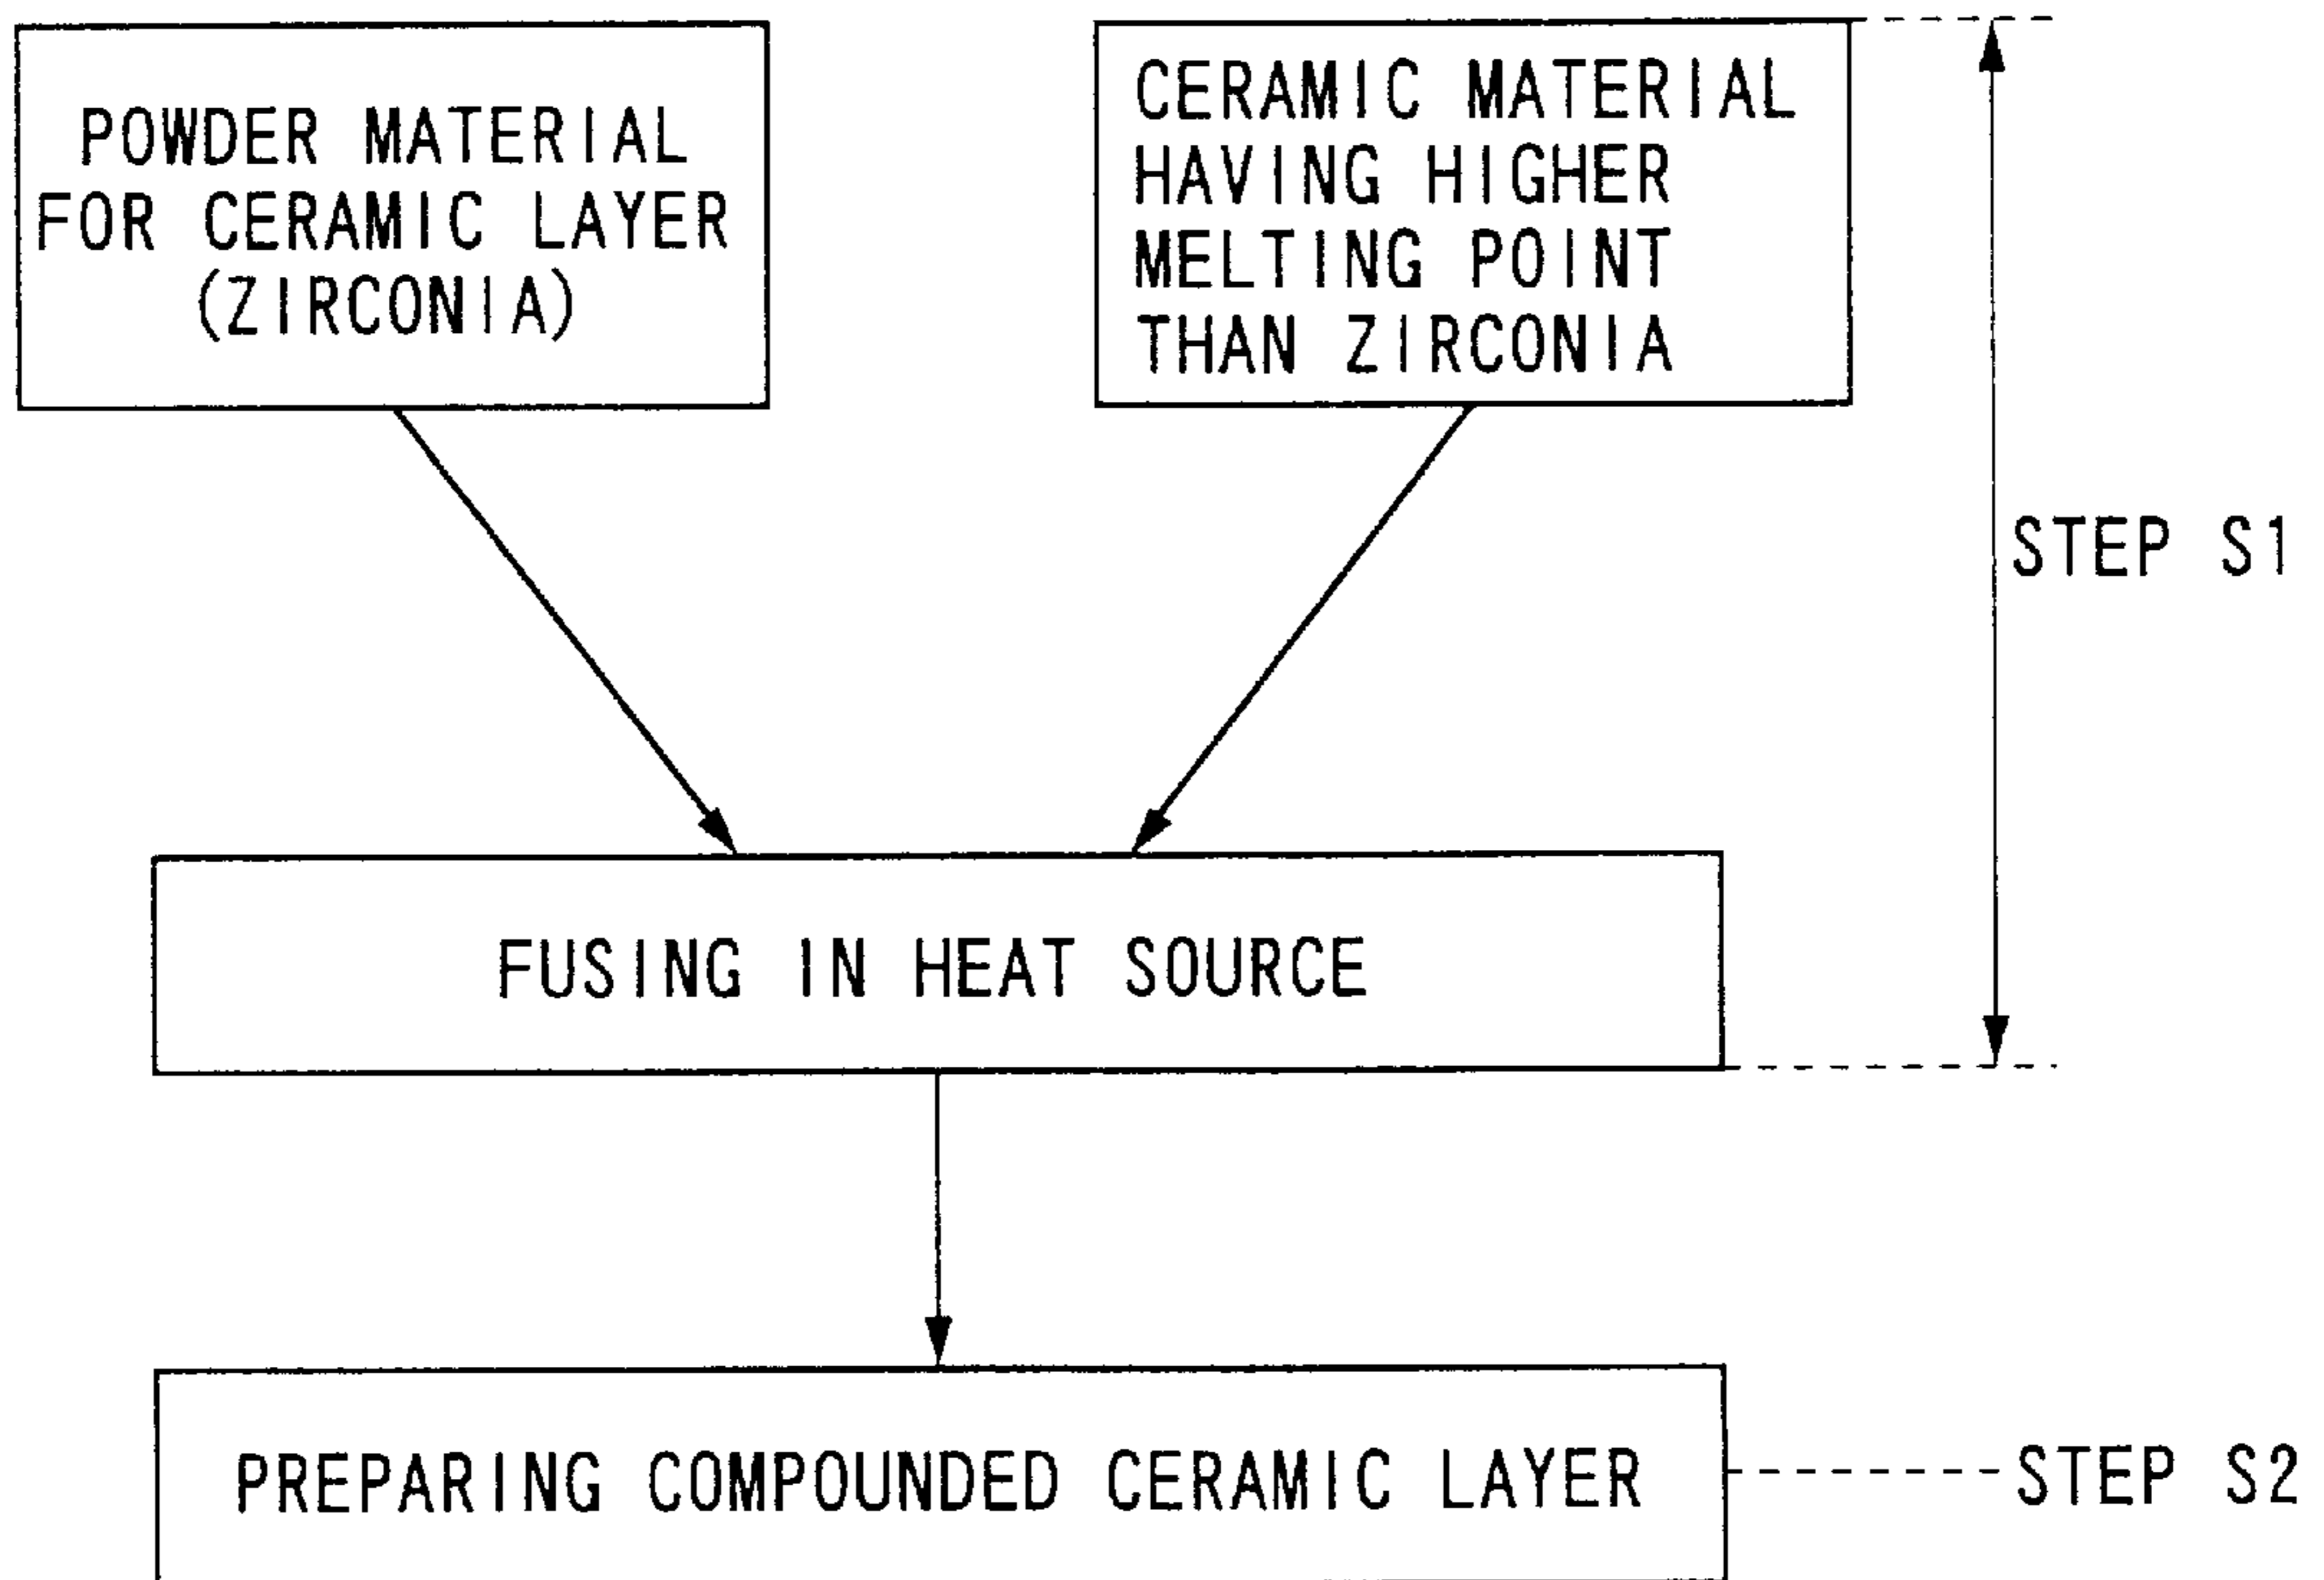 POWDER MATERIAL
FOR CERAMIC LAYER
(ZIRCONIA)
CERAMIC MATERIAL
HAVING HIGHER
MELTING POINT
THAN ZIRCONIA
STEP S1
FUSING IN HEAT SOURCE
PREPARING COMPOUNDED CERAMIC LAYER
STEP S2